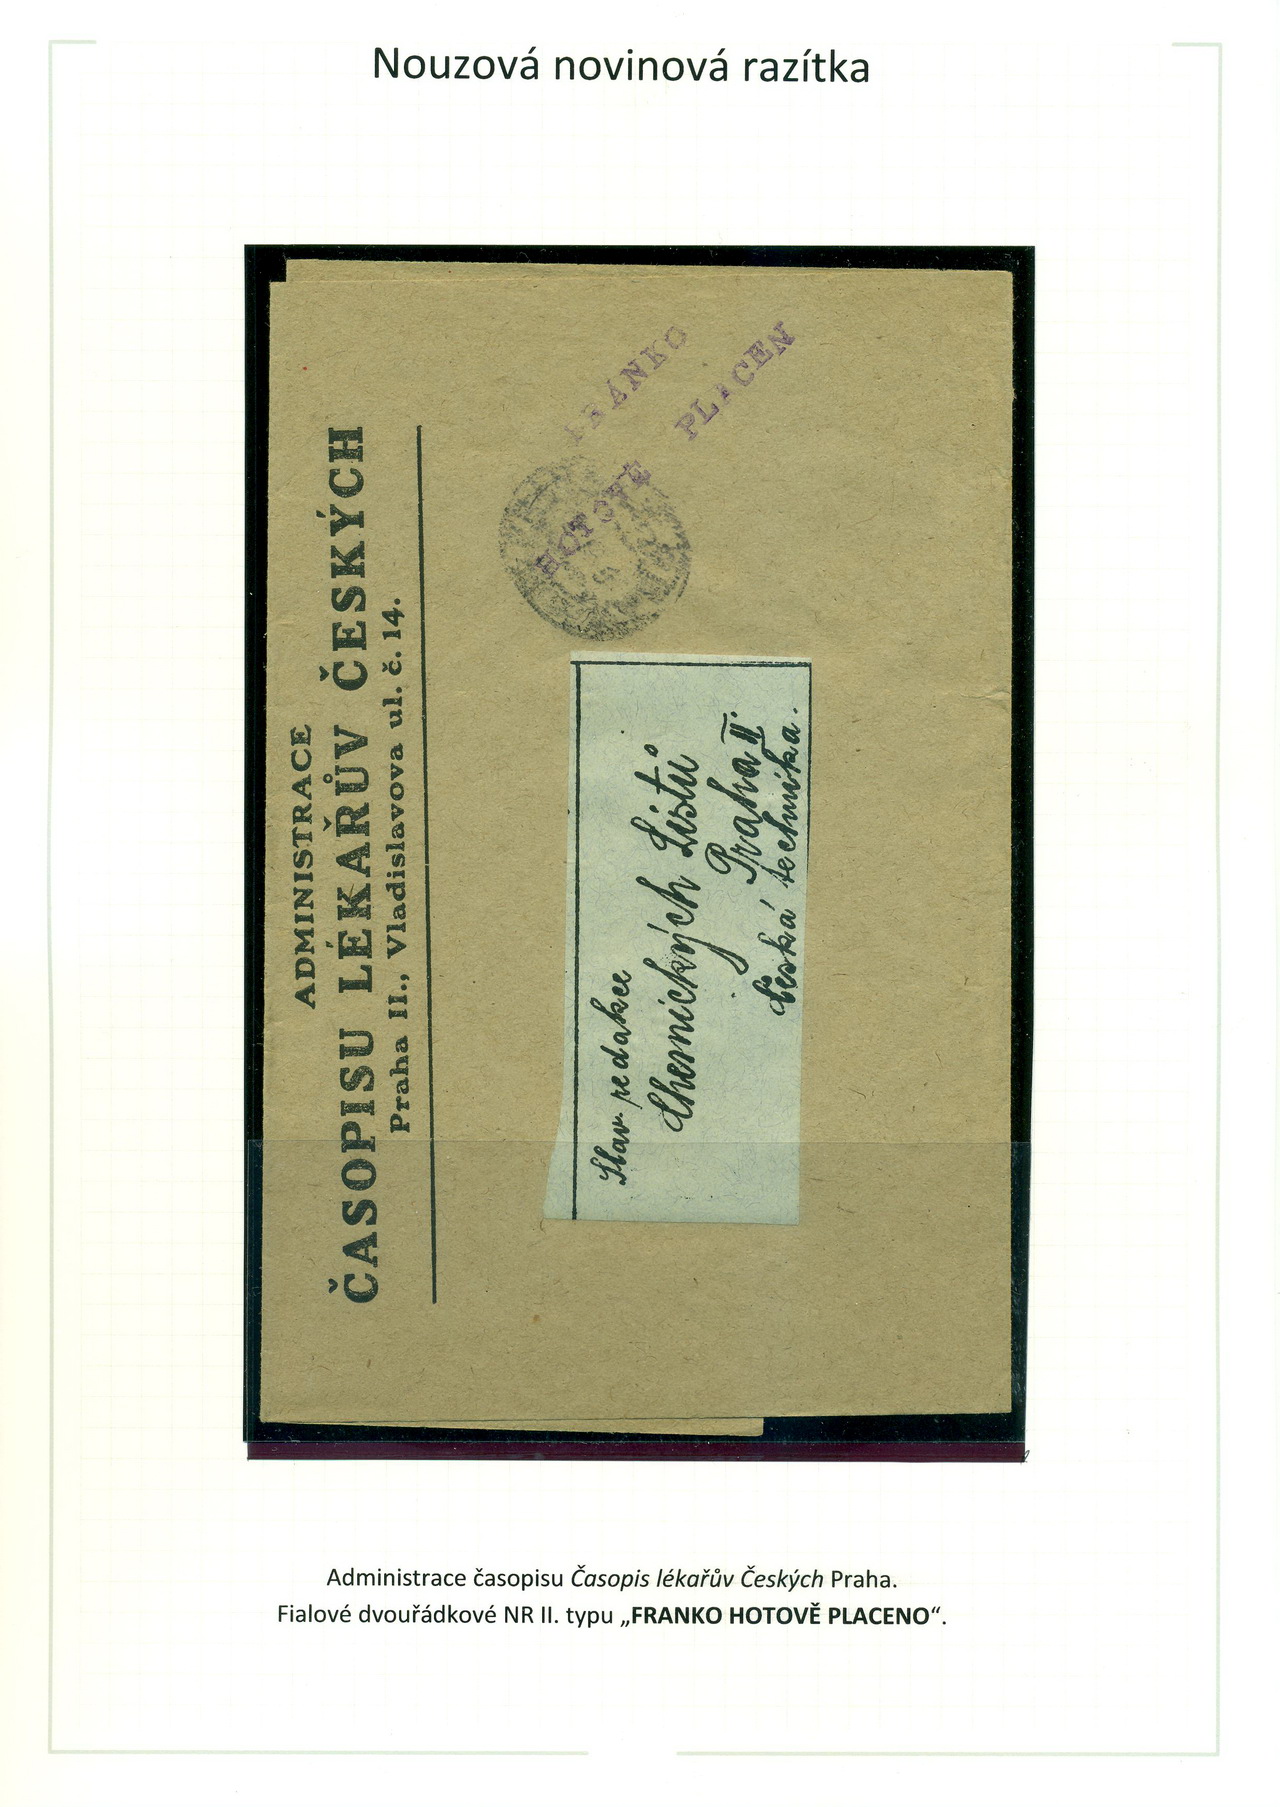 Nouzová novinová razítka
ADMINISTRACE
ČASOPISU LÉKAŘŮV ČESKÝCH
Praha II., Vladislavova ul. č. 14.
FRANKO
HOTOVĚ PLACEN
Slav. redakce
Chemických Listů
Praha II.
Česká technika.
Administrace časopisu Časopis lékařův Českých Praha.
Fialové dvouřádkové NR II. typu „FRANKO HOTOVĚ PLACENO“.